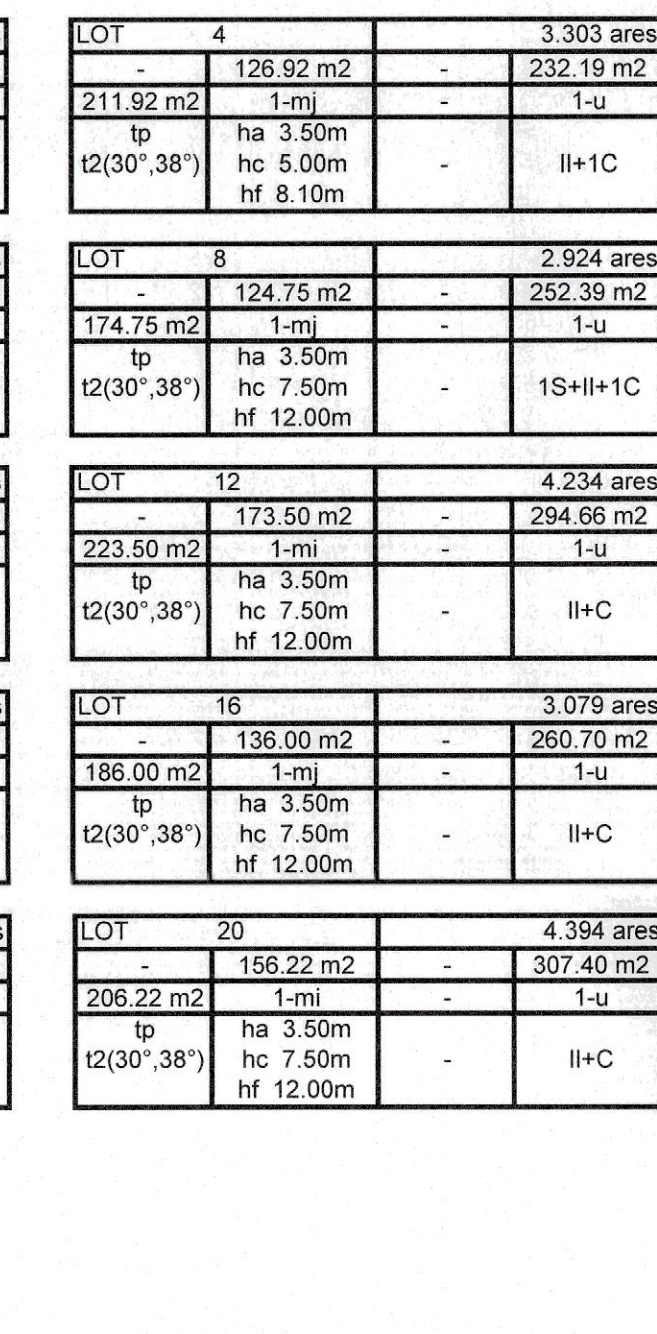 LOT 4 3.303 ares
- 126.92 m2 - 232.19 m2
211.92 m2 1-mj - 1-u
tp ha 3.50m
t2(30°,38°) hc 5.00m - II+1C
hf 8.10m
LOT 8 2.924 ares
- 124.75 m2 - 252.39 m2
174.75 m2 1-mj - 1-u
tp ha 3.50m
t2(30°,38°) hc 7.50m - 1S+II+1C
hf 12.00m
LOT 12 4.234 ares
- 173.50 m2 - 294.66 m2
223.50 m2 1-mi - 1-u
tp ha 3.50m
t2(30°,38°) hc 7.50m - II+C
hf 12.00m
LOT 16 3.079 ares
- 136.00 m2 - 260.70 m2
186.00 m2 1-mj - 1-u
tp ha 3.50m
t2(30°,38°) hc 7.50m - II+C
hf 12.00m
LOT 20 4.394 ares
- 156.22 m2 - 307.40 m2
206.22 m2 1-mi - 1-u
tp ha 3.50m
t2(30°,38°) hc 7.50m - II+C
hf 12.00m